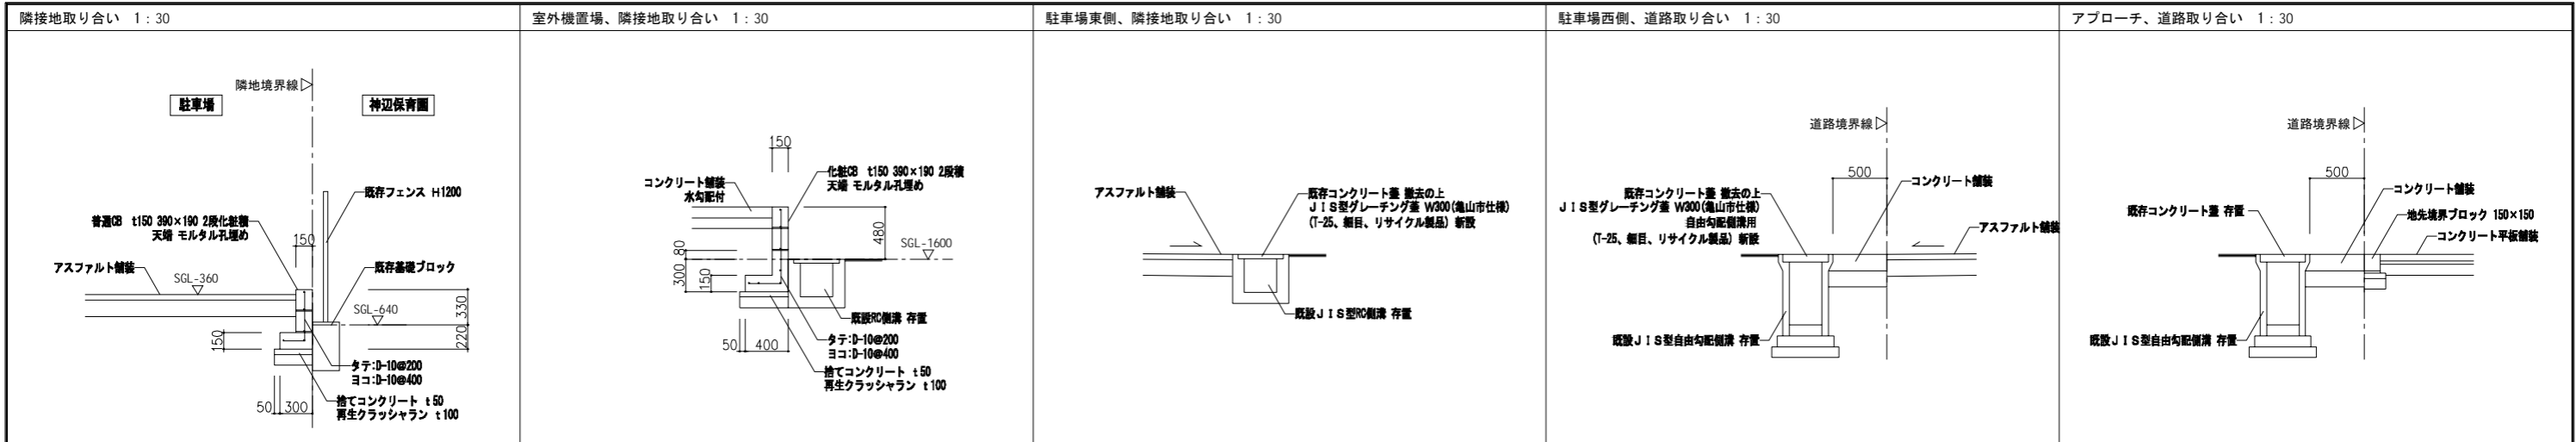 隣接地取り合い 1:30
隣地境界線
駐車場
神辺保育園
既存フェンス H1200
普通CB t150 390×190 2段化粧積
天端 モルタル孔埋め
150
アスファルト舗装
SGL-360
既存基礎ブロック
SGL-640
330
220
150
タテ:D-10@200
ヨコ:D-10@400
捨てコンクリート t50
再生クラッシャラン t100
50
300
室外機置場、隣接地取り合い 1:30
150
化粧CB t150 390×190 2段積
天端 モルタル孔埋め
コンクリート舗装
水勾配付
480
80
300
150
SGL-1600
既設RC側溝 存置
50
400
タテ:D-10@200
ヨコ:D-10@400
捨てコンクリート t50
再生クラッシャラン t100
駐車場東側、隣接地取り合い 1:30
アスファルト舗装
既存コンクリート蓋 撤去の上
JIS型グレーチング蓋 W300(亀山市仕様)
(T-25、細目、リサイクル製品) 新設
既設JIS型RC側溝 存置
駐車場西側、道路取り合い 1:30
道路境界線
500
コンクリート舗装
既存コンクリート蓋 撤去の上
JIS型グレーチング蓋 W300(亀山市仕様)
自由勾配側溝用
(T-25、細目、リサイクル製品) 新設
アスファルト舗装
既設JIS型自由勾配側溝 存置
アプローチ、道路取り合い 1:30
道路境界線
500
コンクリート舗装
既存コンクリート蓋 存置
地先境界ブロック 150×150
コンクリート平板舗装
既設JIS型自由勾配側溝 存置